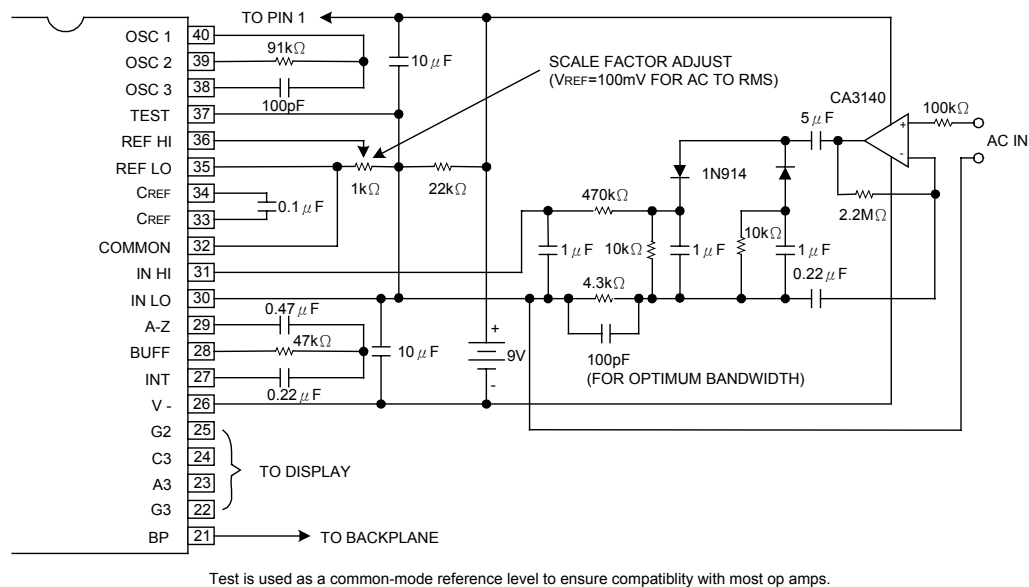 TO PIN 1
OSC 1 40
OSC 2 39
OSC 3 38
TEST 37
REF HI 36
REF LO 35
CREF 34
CREF 33
COMMON 32
IN HI 31
IN LO 30
A-Z 29
BUFF 28
INT 27
V - 26
G2 25
C3 24
A3 23
G3 22
BP 21
91kΩ
100pF
10μF
SCALE FACTOR ADJUST
(VREF=100mV FOR AC TO RMS)
1kΩ
22kΩ
0.1μF
CA3140
100kΩ
5μF
+
-
AC IN
1N914
2.2MΩ
470kΩ
1μF
10kΩ
1μF
10kΩ
1μF
0.22μF
4.3kΩ
100pF
(FOR OPTIMUM BANDWIDTH)
0.47μF
47kΩ
0.22μF
10μF
+
9V
-
TO DISPLAY
TO BACKPLANE
Test is used as a common-mode reference level to ensure compatiblity with most op amps.